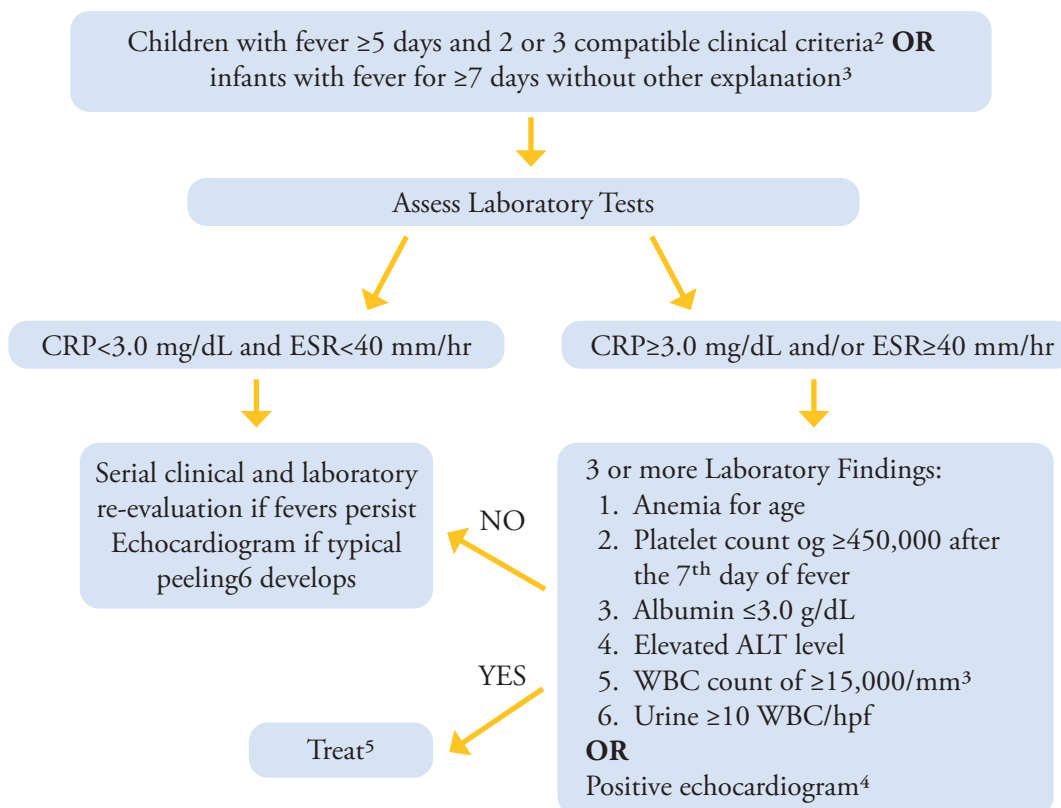 Children with fever ≥5 days and 2 or 3 compatible clinical criteria² OR
infants with fever for ≥7 days without other explanation³
Assess Laboratory Tests
CRP<3.0 mg/dL and ESR<40 mm/hr
CRP≥3.0 mg/dL and/or ESR≥40 mm/hr
Serial clinical and laboratory
re-evaluation if fevers persist
Echocardiogram if typical
peeling6 develops
NO
3 or more Laboratory Findings:
1. Anemia for age
2. Platelet count og ≥450,000 after
the 7th day of fever
3. Albumin ≤3.0 g/dL
4. Elevated ALT level
5. WBC count of ≥15,000/mm³
6. Urine ≥10 WBC/hpf
OR
Positive echocardiogram⁴
YES
Treat⁵